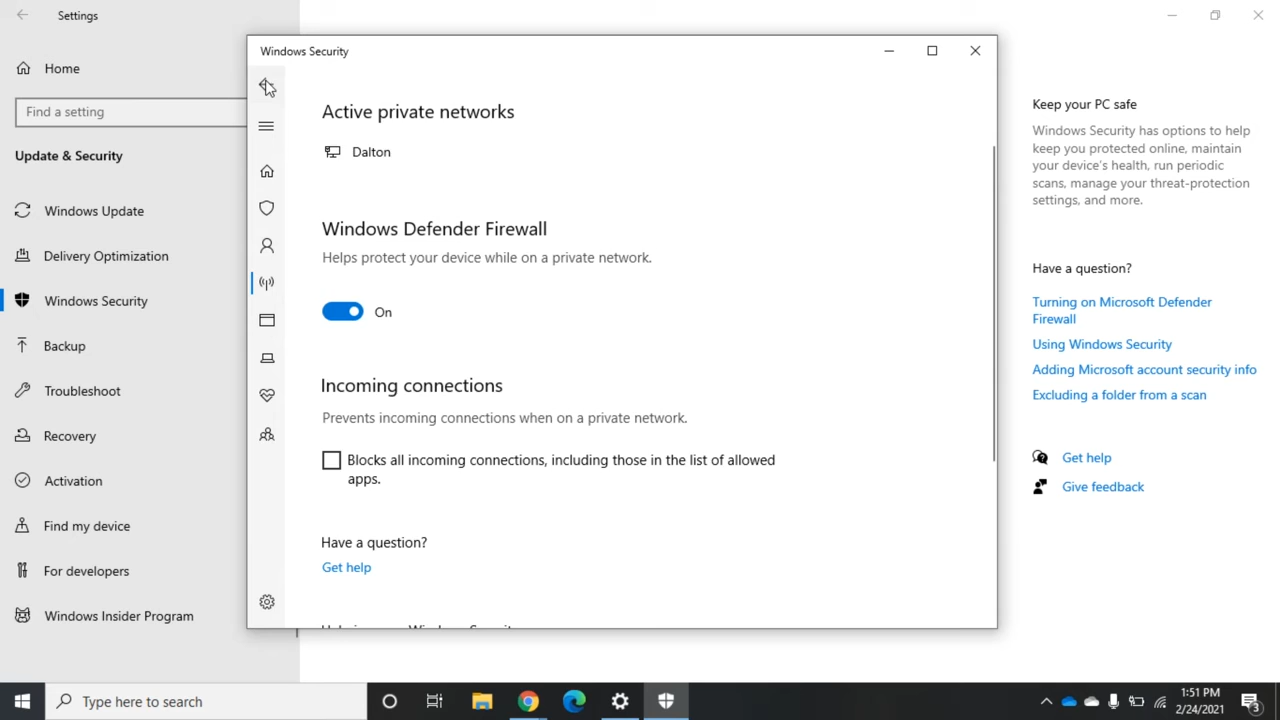 Settings
Home
Find a setting
Update & Security
Windows Update
Delivery Optimization
Windows Security
Backup
Troubleshoot
Recovery
Activation
Find my device
For developers
Windows Insider Program
Windows Security
Active private networks
Dalton
Windows Defender Firewall
Helps protect your device while on a private network.
On
Incoming connections
Prevents incoming connections when on a private network.
Blocks all incoming connections, including those in the list of allowed
apps.
Have a question?
Get help
Keep your PC safe
Windows Security has options to help
keep you protected online, maintain
your device's health, run periodic
scans, manage your threat-protection
settings, and more.
Have a question?
Turning on Microsoft Defender
Firewall
Using Windows Security
Adding Microsoft account security info
Excluding a folder from a scan
Get help
Give feedback
Type here to search
1:51 PM
2/24/2021
3